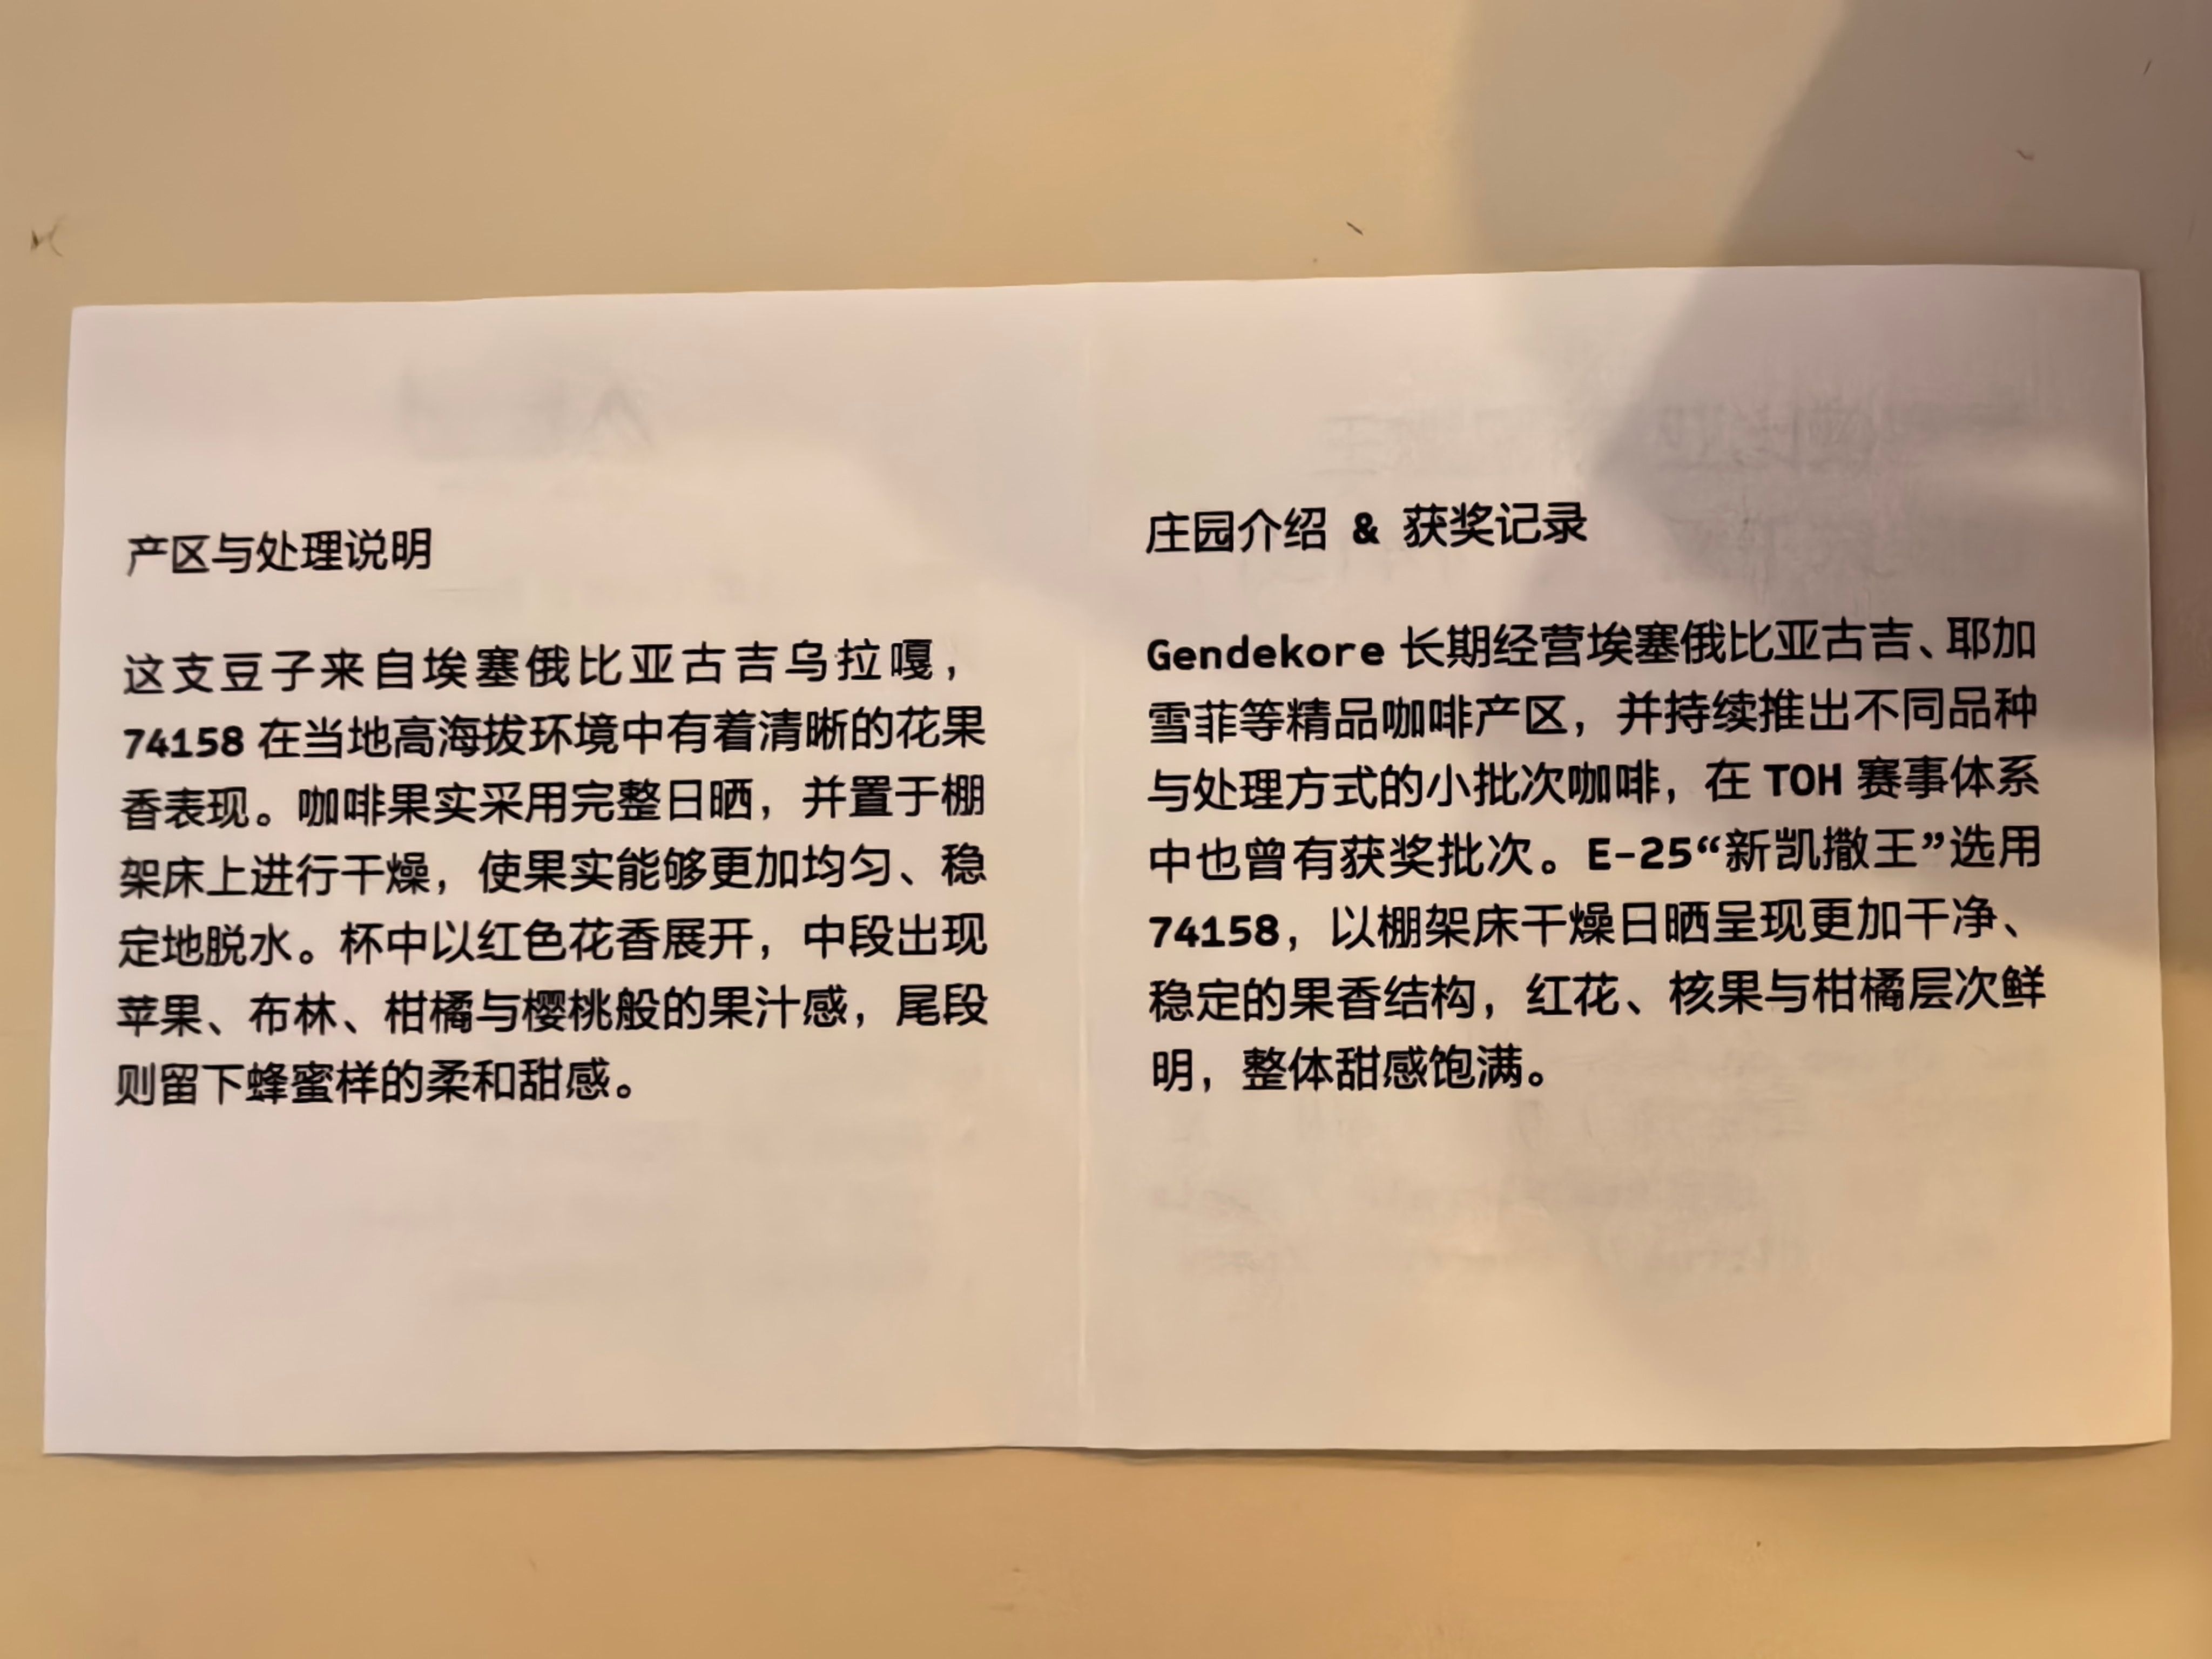 产区与处理说明
这支豆子来自埃塞俄比亚古吉乌拉嘎，
74158 在当地高海拔环境中有着清晰的花果
香表现。咖啡果实采用完整日晒，并置于棚
架床上进行干燥，使果实能够更加均匀、稳
定地脱水。杯中以红色花香展开，中段出现
苹果、布林、柑橘与樱桃般的果汁感，尾段
则留下蜂蜜样的柔和甜感。
庄园介绍 & 获奖记录
Gendekore 长期经营埃塞俄比亚古吉、耶加
雪菲等精品咖啡产区，并持续推出不同品种
与处理方式的小批次咖啡，在 TOH 赛事体系
中也曾有获奖批次。E-25“新凯撒王”选用
74158，以棚架床干燥日晒呈现更加干净、
稳定的果香结构，红花、核果与柑橘层次鲜
明，整体甜感饱满。